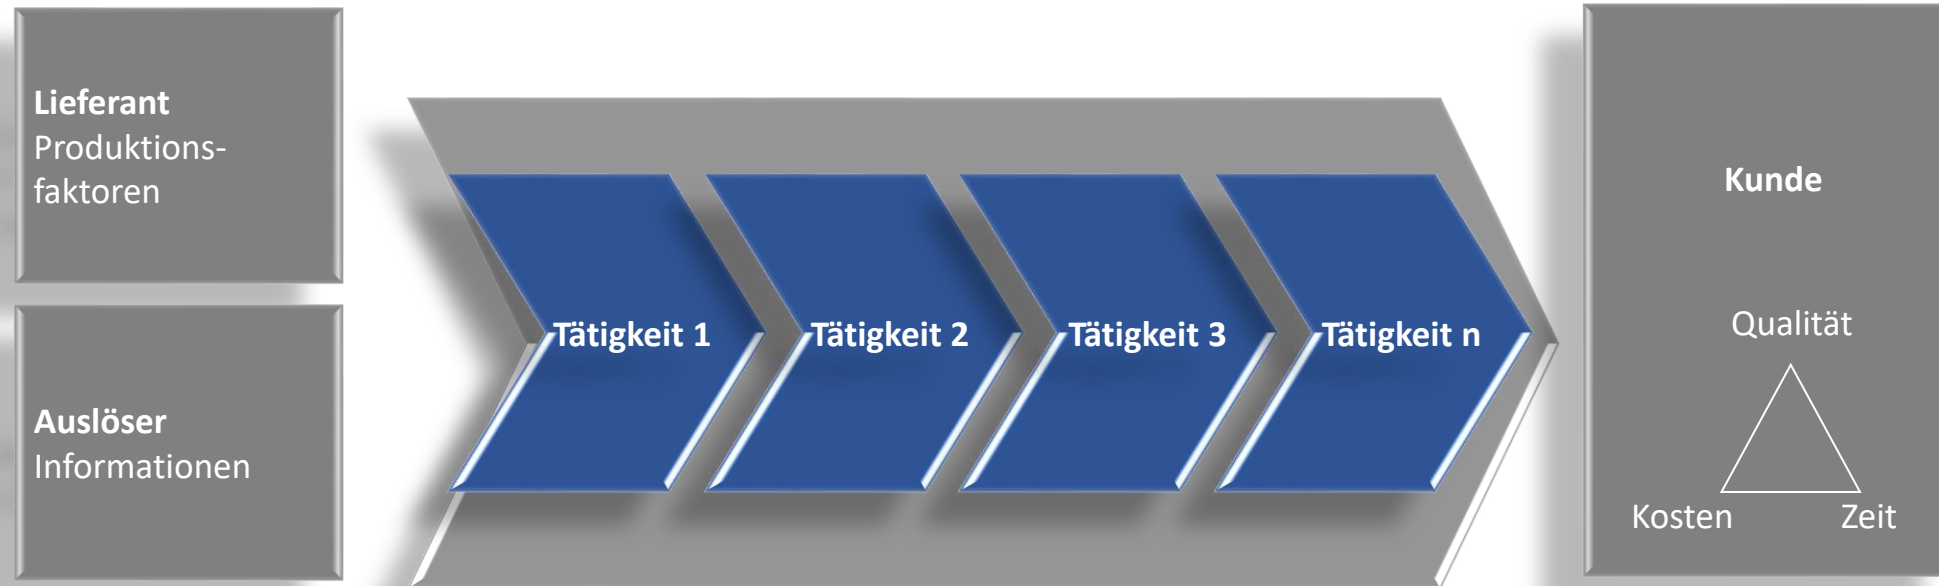 Lieferant
Produktions-
faktoren
Auslöser
Informationen
Tätigkeit 1
Tätigkeit 2
Tätigkeit 3
Tätigkeit n
Kunde
Qualität
Kosten
Zeit